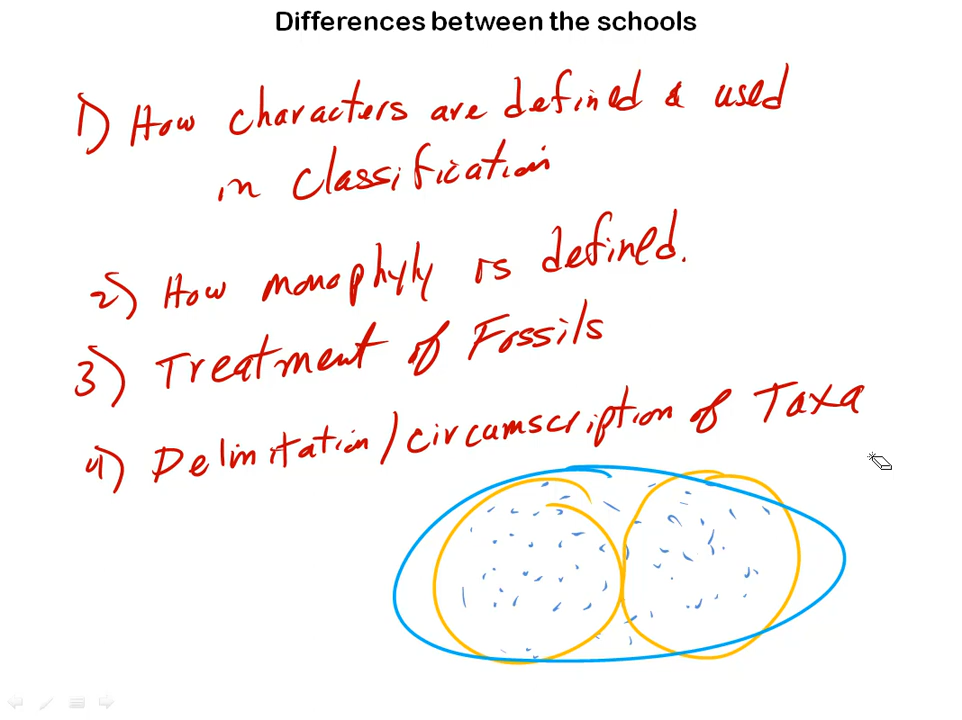 Differences between the schools
1) How characters are defined & used
in classification
2) How monophyly is defined.
3) Treatment of Fossils
4) Delimitation/circumscription of Taxa